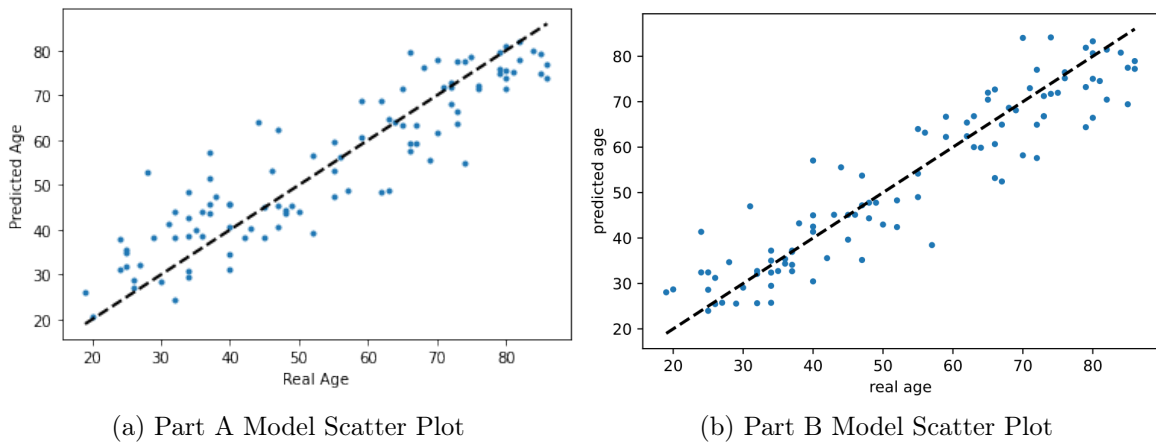 80
70
60
50
40
30
20
Predicted Age
20 30 40 50 60 70 80
Real Age
(a) Part A Model Scatter Plot
80
70
60
50
40
30
20
predicted age
20 30 40 50 60 70 80
real age
(b) Part B Model Scatter Plot